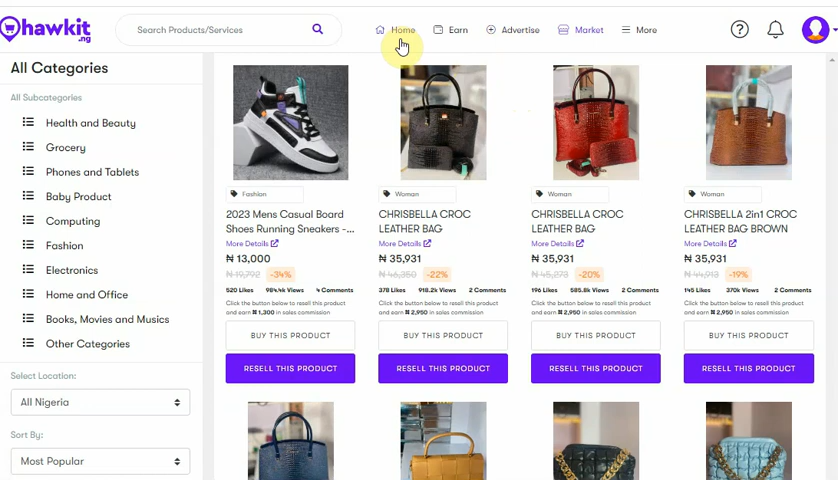 hawkit
.ng
Search Products/Services
Home
Earn
Advertise
Market
More
All Categories
All Subcategories
Health and Beauty
Grocery
Phones and Tablets
Baby Product
Computing
Fashion
Electronics
Home and Office
Books, Movies and Musics
Other Categories
Select Location:
All Nigeria
Sort By:
Most Popular
Fashion
2023 Mens Casual Board
Shoes Running Sneakers -...
More Details
₦ 13,000
₦ 19,792 -34%
520 Likes 984.4k Views 4 Comments
Click the button below to resell this product
and earn ₦ 1,300 in sales commission
BUY THIS PRODUCT
RESELL THIS PRODUCT
Woman
CHRISBELLA CROC
LEATHER BAG
More Details
₦ 35,931
₦ 46,350 -22%
378 Likes 918.2k Views 2 Comments
Click the button below to resell this product
and earn ₦ 2,950 in sales commission
BUY THIS PRODUCT
RESELL THIS PRODUCT
Woman
CHRISBELLA CROC
LEATHER BAG
More Details
₦ 35,931
₦ 45,273 -20%
196 Likes 585.8k Views 2 Comments
Click the button below to resell this product
and earn ₦ 2,950 in sales commission
BUY THIS PRODUCT
RESELL THIS PRODUCT
Woman
CHRISBELLA 2in1 CROC
LEATHER BAG BROWN
More Details
₦ 35,931
₦ 44,913 -19%
145 Likes 370k Views 2 Comments
Click the button below to resell this product
and earn ₦ 2,950 in sales commission
BUY THIS PRODUCT
RESELL THIS PRODUCT